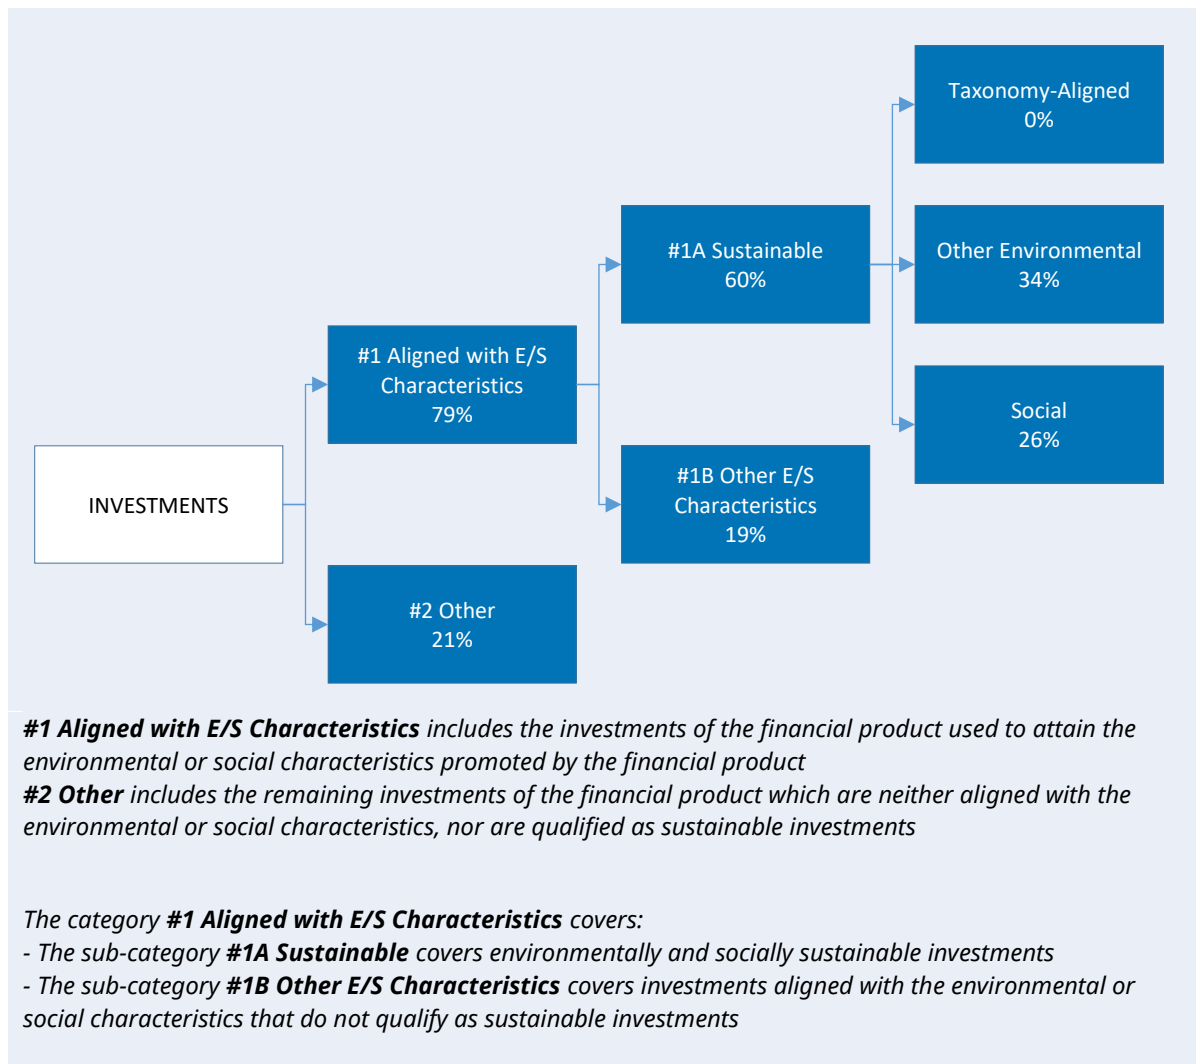 Taxonomy-Aligned
0%
#1A Sustainable
60%
Other Environmental
34%
#1 Aligned with E/S
Characteristics
79%
Social
26%
INVESTMENTS
#1B Other E/S
Characteristics
19%
#2 Other
21%
#1 Aligned with E/S Characteristics includes the investments of the financial product used to attain the
environmental or social characteristics promoted by the financial product
#2 Other includes the remaining investments of the financial product which are neither aligned with the
environmental or social characteristics, nor are qualified as sustainable investments
The category #1 Aligned with E/S Characteristics covers:
- The sub-category #1A Sustainable covers environmentally and socially sustainable investments
- The sub-category #1B Other E/S Characteristics covers investments aligned with the environmental or
social characteristics that do not qualify as sustainable investments